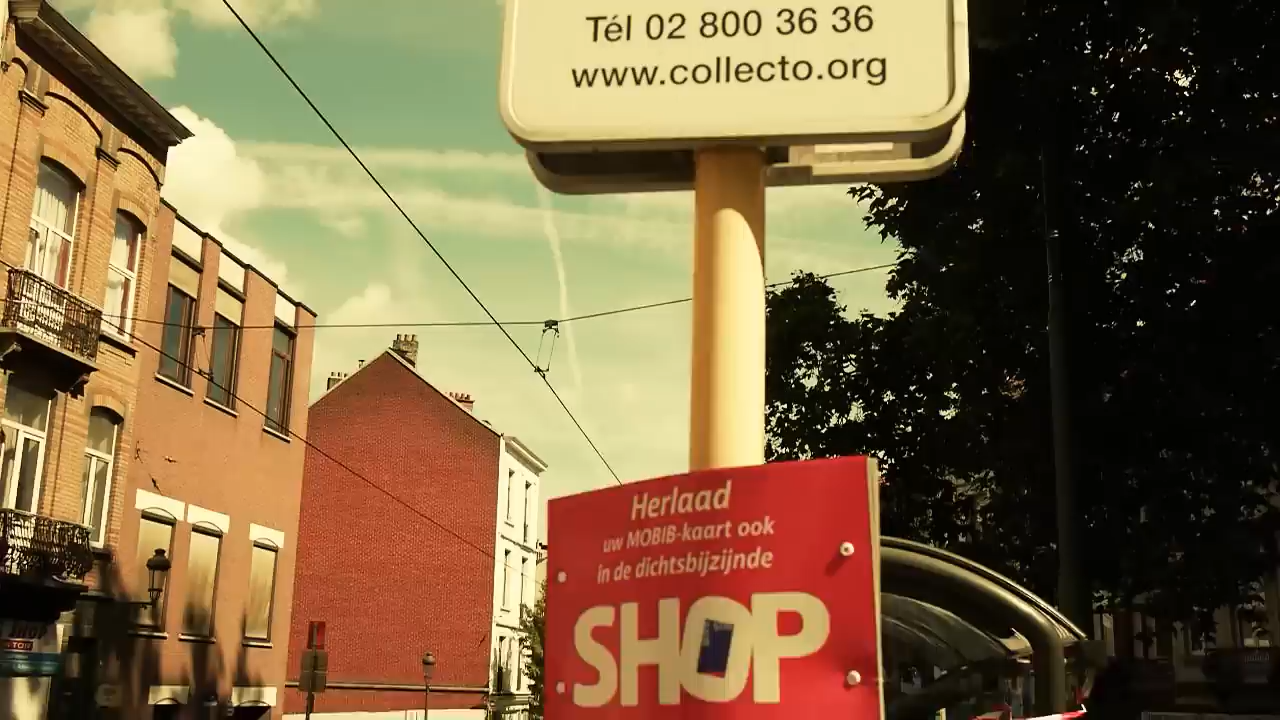 Tél 02 800 36 36
www.collecto.org
Herlaad
uw MOBIB-kaart ook
in de dichtsbijzijnde
SHOP